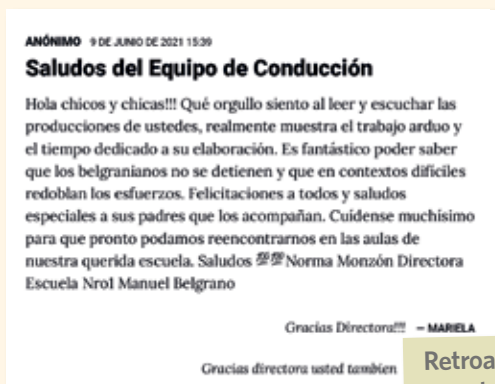 ANÓNIMO 9 DE JUNIO DE 2021 15:39
Saludos del Equipo de Conducción
Hola chicos y chicas!!! Qué orgullo siento al leer y escuchar las
producciones de ustedes, realmente muestra el trabajo arduo y
el tiempo dedicado a su elaboración. Es fantástico poder saber
que los belgranianos no se detienen y que en contextos difíciles
redoblan los esfuerzos. Felicitaciones a todos y saludos
especiales a sus padres que los acompañan. Cuídense muchísimo
para que pronto podamos reencontrarnos en las aulas de
nuestra querida escuela. Saludos 💯💯Norma Monzón Directora
Escuela Nro1 Manuel Belgrano
Gracias Directora!!! — MARIELA
Gracias directora usted tambien
Retroa